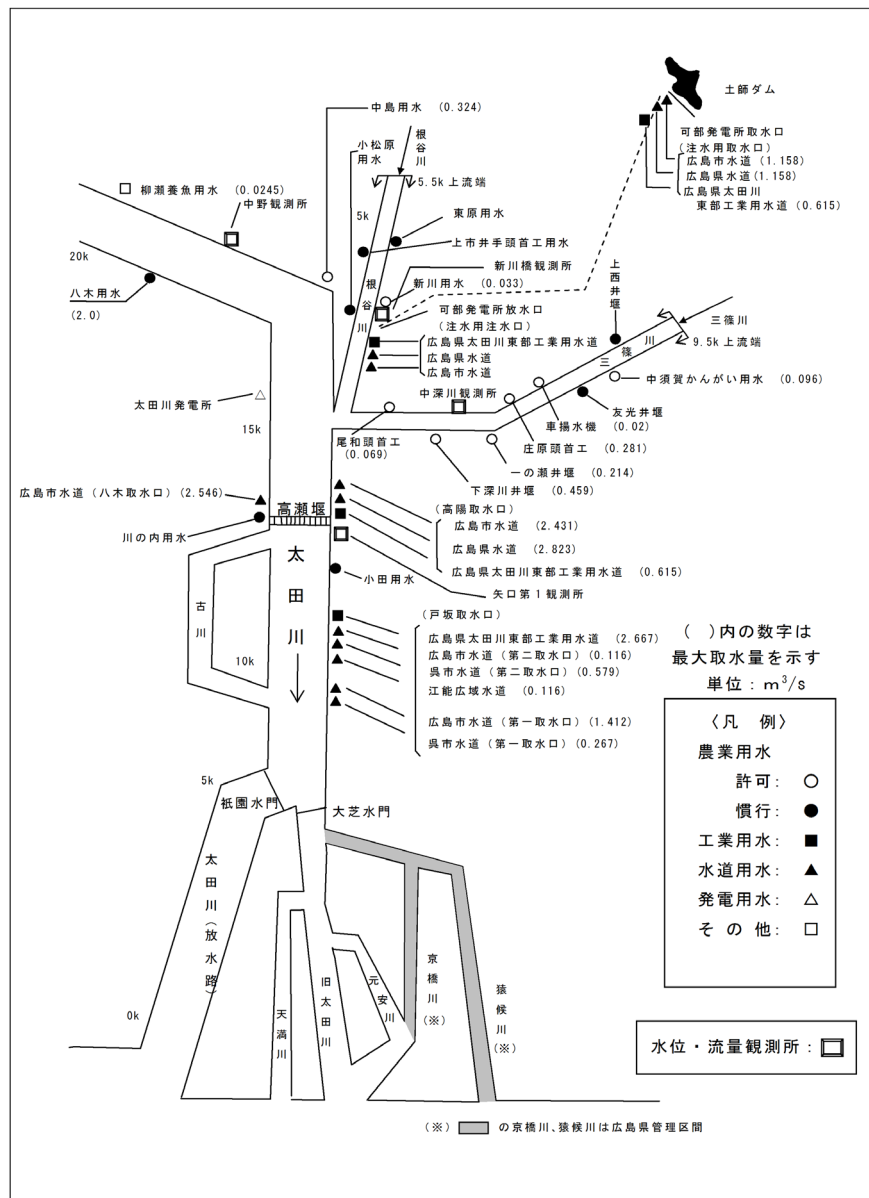 土師ダム
中島用水 (0.324)
小松原
用水
根谷川
可部発電所取水口
(注水用取水口)
広島市水道 (1.158)
広島県水道 (1.158)
広島県太田川
東部工業用水道 (0.615)
5.5k 上流端
柳瀬養魚用水 (0.0245)
中野観測所
5k
東原用水
上市井手頭首工用水
20k
八木用水
(2.0)
根谷川
新川橋観測所
新川用水 (0.033)
上西井堰
可部発電所放水口
(注水用注水口)
三篠川
広島県太田川東部工業用水道
広島県水道
広島市水道
三篠川
9.5k 上流端
中深川観測所
中須賀かんがい用水 (0.096)
太田川発電所
友光井堰
15k
車揚水機 (0.02)
尾和頭首工
(0.069)
庄原頭首工 (0.281)
一の瀬井堰 (0.214)
下深川井堰 (0.459)
広島市水道 (八木取水口) (2.546)
高瀬堰
(高陽取水口)
広島市水道 (2.431)
川の内用水
広島県水道 (2.823)
太田川
広島県太田川東部工業用水道 (0.615)
小田用水
矢口第1観測所
古川
(戸坂取水口)
広島県太田川東部工業用水道 (2.667)
広島市水道 (第二取水口) (0.116)
呉市水道 (第二取水口) (0.579)
江能広域水道 (0.116)
広島市水道 (第一取水口) (1.412)
呉市水道 (第一取水口) (0.267)
10k
( )内の数字は
最大取水量を示す
単位:m³/s
〈凡 例〉
農業用水
許可:
慣行:
工業用水:
水道用水:
発電用水:
その他:
5k
祇園水門
大芝水門
太田川(放水路)
0k
天満川
旧太田川
元安川
京橋川
(※)
猿候川
(※)
水位・流量観測所:
(※) の京橋川、猿候川は広島県管理区間